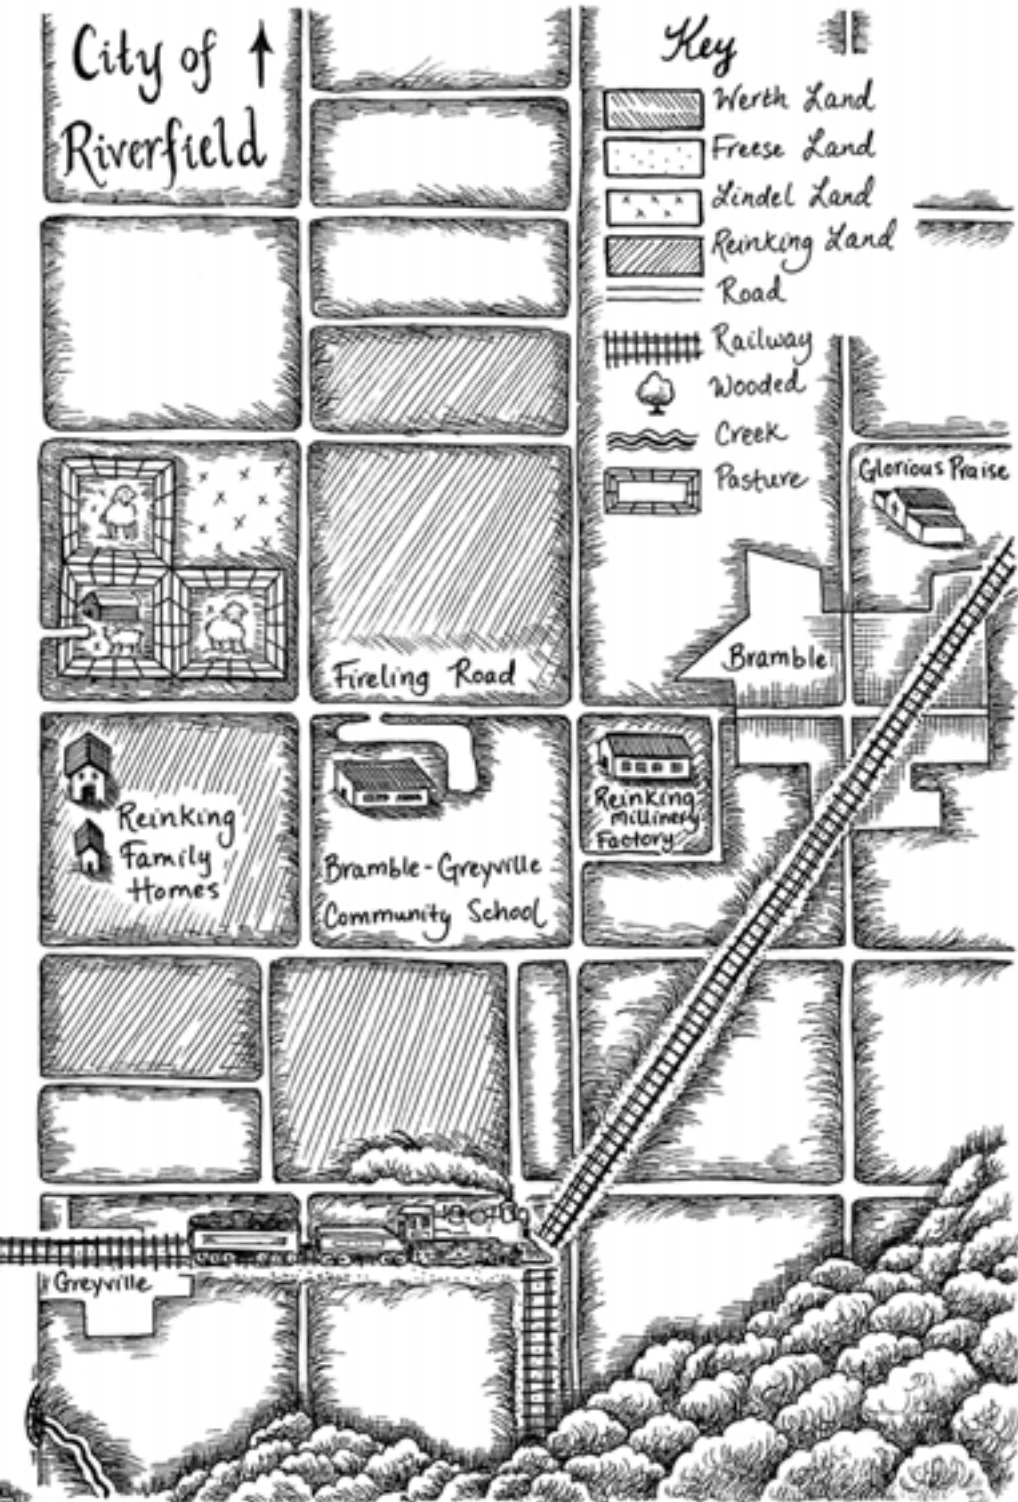 City of
Riverfield
Key
Werth Land
Freese Land
Lindel Land
Reinking Land
Road
Railway
Wooded
Creek
Pasture
Glorious Praise
Bramble
Fireling Road
Reinking
Family
Homes
Bramble-Greyville
Community School
Reinking
Millinery
Factory
Greyville